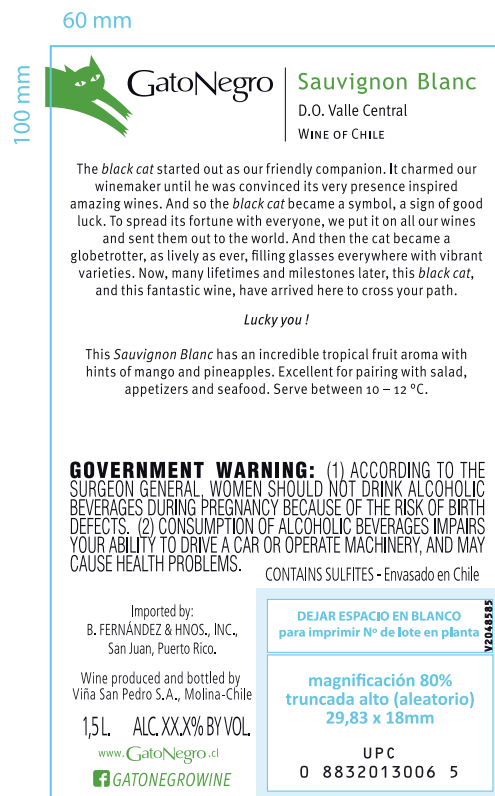 60 mm
100 mm
GatoNegro
Sauvignon Blanc
D.O. Valle Central
WINE OF CHILE
The black cat started out as our friendly companion. It charmed our
winemaker until he was convinced its very presence inspired
amazing wines. And so the black cat became a symbol, a sign of good
luck. To spread its fortune with everyone, we put it on all our wines
and sent them out to the world. And then the cat became a
globetrotter, as lively as ever, filling glasses everywhere with vibrant
varieties. Now, many lifetimes and milestones later, this black cat,
and this fantastic wine, have arrived here to cross your path.
Lucky you !
This Sauvignon Blanc has an incredible tropical fruit aroma with
hints of mango and pineapples. Excellent for pairing with salad,
appetizers and seafood. Serve between 10 – 12 ºC.
GOVERNMENT WARNING: (1) ACCORDING TO THE
SURGEON GENERAL, WOMEN SHOULD NOT DRINK ALCOHOLIC
BEVERAGES DURING PREGNANCY BECAUSE OF THE RISK OF BIRTH
DEFECTS. (2) CONSUMPTION OF ALCOHOLIC BEVERAGES IMPAIRS
YOUR ABILITY TO DRIVE A CAR OR OPERATE MACHINERY, AND MAY
CAUSE HEALTH PROBLEMS.
CONTAINS SULFITES - Envasado en Chile
Imported by:
B. FERNÁNDEZ & HNOS., INC.,
San Juan, Puerto Rico.
Wine produced and bottled by
Viña San Pedro S.A., Molina-Chile
1,5 L. ALC. XX.X% BY VOL.
www.GatoNegro.cl
f GATONEGROWINE
DEJAR ESPACIO EN BLANCO
para imprimir Nº de lote en planta
V2048585
magnificación 80%
truncada alto (aleatorio)
29,83 x 18mm
UPC
0 8832013006 5